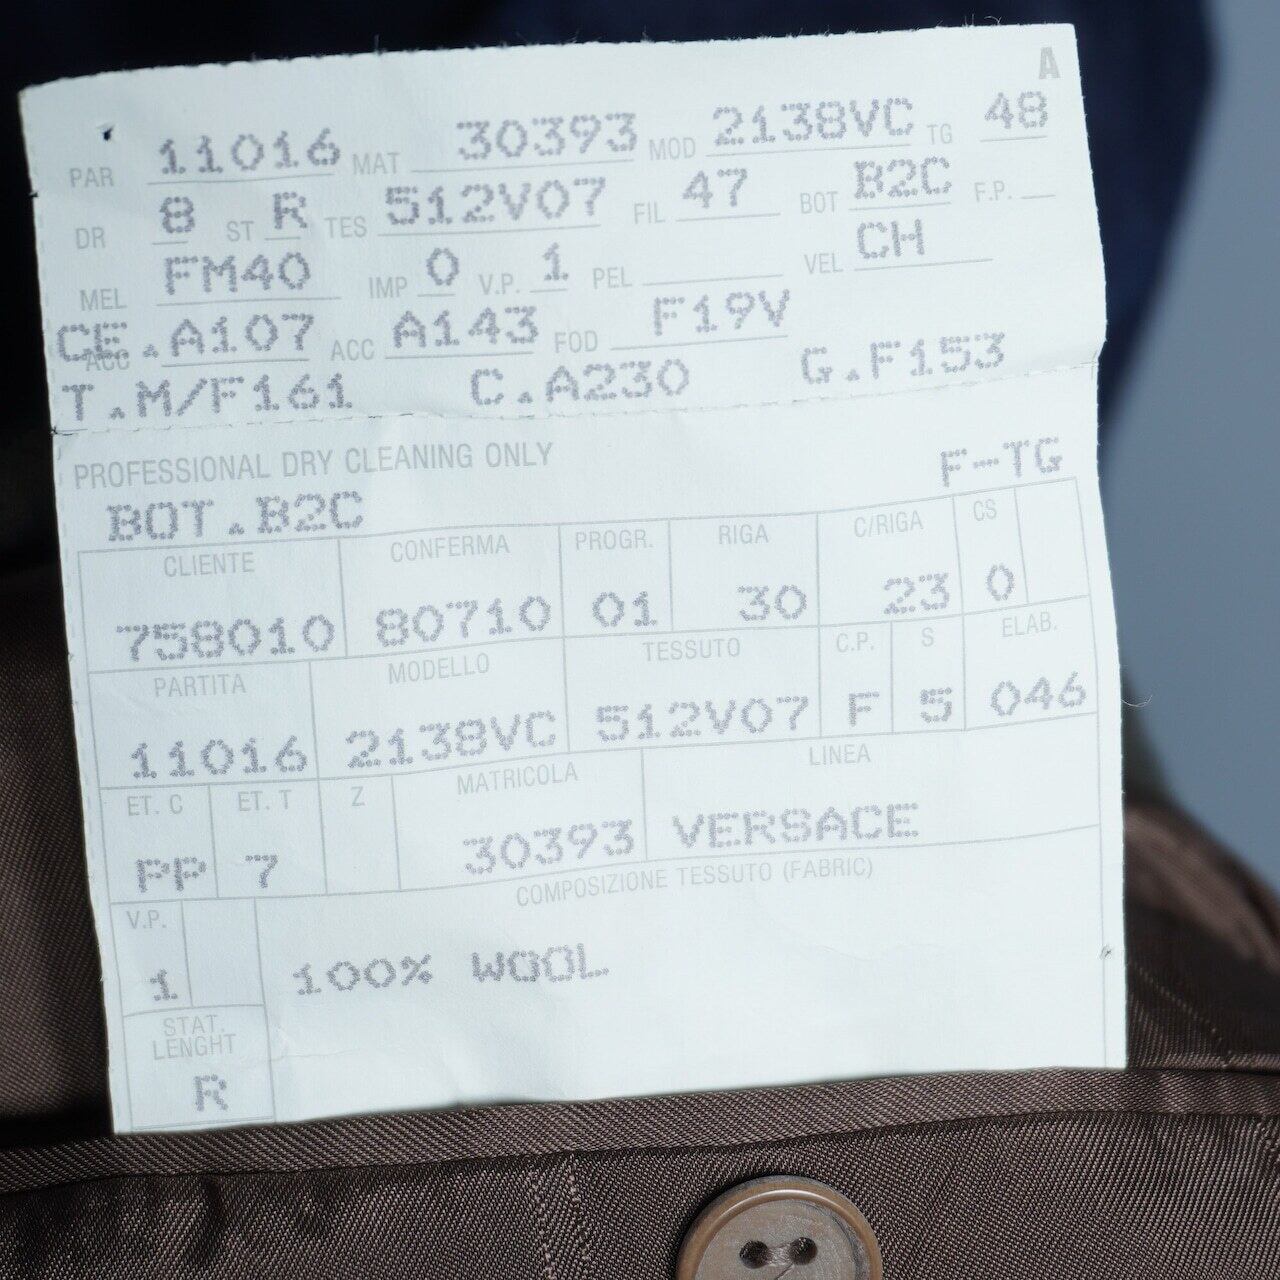 A
PAR 11016 MAT 30393 MOD 2138VC TG 48
DR 8 ST R TES 512V07 FIL 47 BOT B2C F.P.
MEL FM40 IMP 0 V.P. 1 PEL VEL CH
CE.A107 ACC A143 FOD F19V
ACC
T.M/F161 C.A230 G.F153
PROFESSIONAL DRY CLEANING ONLY F-TG
BOT.B2C
CLIENTE CONFERMA PROGR. RIGA C/RIGA CS
758010 80710 01 30 23 0
PARTITA MODELLO TESSUTO C.P. S ELAB.
11016 2138VC 512V07 F 5 046
ET. C ET. T Z MATRICOLA LINEA
PP 7 30393 VERSACE
V.P. COMPOSIZIONE TESSUTO (FABRIC)
1 100% WOOL
STAT.
LENGHT
R